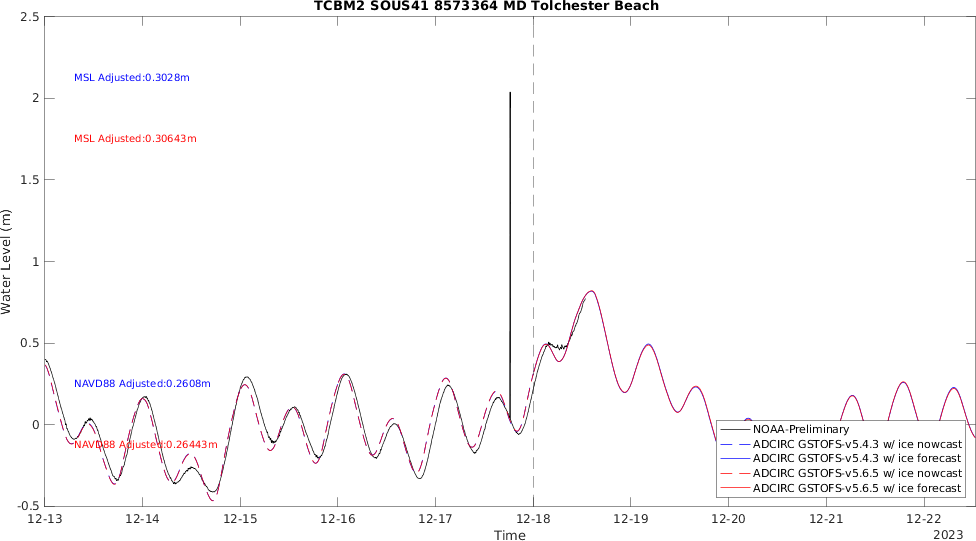 TCBM2 SOUS41 8573364 MD Tolchester Beach
2.5
MSL Adjusted:0.3028m
2
MSL Adjusted:0.30643m
1.5
Water Level (m)
1
0.5
NAVD88 Adjusted:0.2608m
0
NAVD88 Adjusted:0.26443m
NOAA-Preliminary
ADCIRC GSTOFS-v5.4.3 w/ ice nowcast
ADCIRC GSTOFS-v5.4.3 w/ ice forecast
ADCIRC GSTOFS-v5.6.5 w/ ice nowcast
ADCIRC GSTOFS-v5.6.5 w/ ice forecast
-0.5
12-13 12-14 12-15 12-16 12-17 12-18 12-19 12-20 12-21 12-22
Time
2023